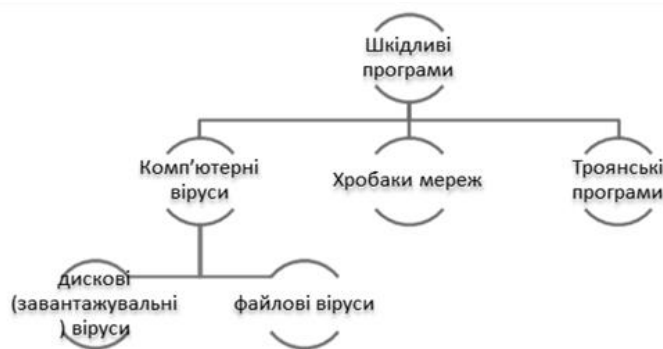 Шкідливі
програми
Комп'ютерні
віруси
Хробаки мереж
Троянські
програми
дискові
(завантажувальні
) віруси
файлові віруси